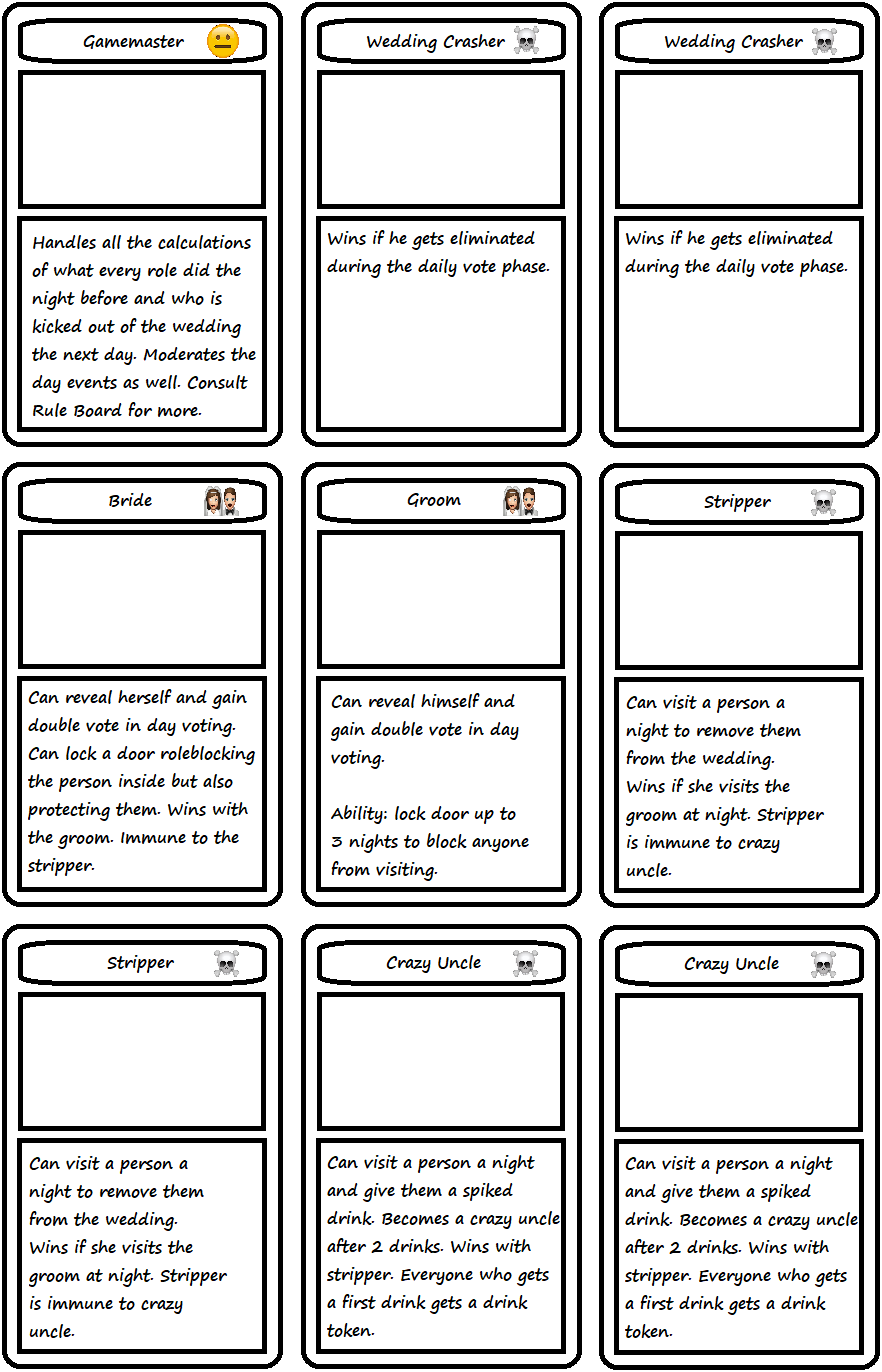 Gamemaster
Handles all the calculations
of what every role did the
night before and who is
kicked out of the wedding
the next day. Moderates the
day events as well. Consult
Rule Board for more.
Wedding Crasher
Wins if he gets eliminated
during the daily vote phase.
Wedding Crasher
Wins if he gets eliminated
during the daily vote phase.
Bride
Can reveal herself and gain
double vote in day voting.
Can lock a door roleblocking
the person inside but also
protecting them. Wins with
the groom. Immune to the
stripper.
Groom
Can reveal himself and
gain double vote in day
voting.
Ability: lock door up to
3 nights to block anyone
from visiting.
Stripper
Can visit a person a
night to remove them
from the wedding.
Wins if she visits the
groom at night. Stripper
is immune to crazy
uncle.
Stripper
Can visit a person a
night to remove them
from the wedding.
Wins if she visits the
groom at night. Stripper
is immune to crazy
uncle.
Crazy Uncle
Can visit a person a night
and give them a spiked
drink. Becomes a crazy uncle
after 2 drinks. Wins with
stripper. Everyone who gets
a first drink gets a drink
token.
Crazy Uncle
Can visit a person a night
and give them a spiked
drink. Becomes a crazy uncle
after 2 drinks. Wins with
stripper. Everyone who gets
a first drink gets a drink
token.